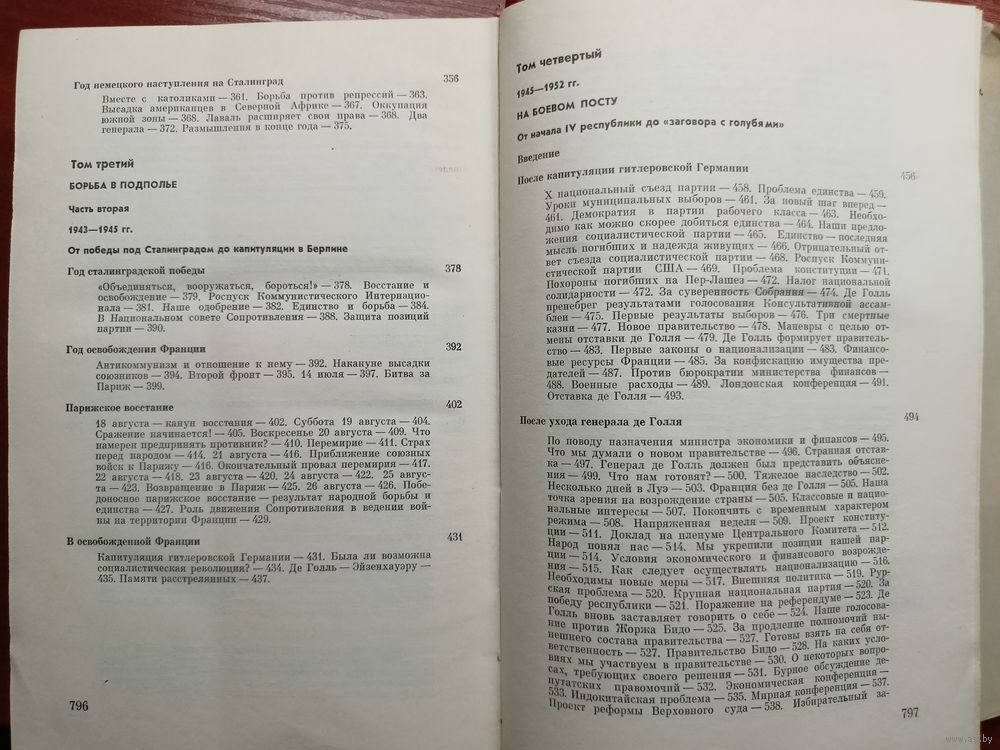 Год немецкого наступления на Сталинград 356
Вместе с католиками — 361. Борьба против репрессий — 363.
Высадка американцев в Северной Африке — 367. Оккупация
южной зоны — 368. Лаваль расширяет свои права — 368. Два
генерала — 372. Размышления в конце года — 375.
Том третий
БОРЬБА В ПОДПОЛЬЕ
Часть вторая
1943—1945 гг.
От победы под Сталинградом до капитуляции в Берлине
Год сталинградской победы 378
«Объединяться, вооружаться, бороться!» — 378. Восстание и
освобождение — 379. Роспуск Коммунистического Интернацио-
нала — 381. Наше одобрение — 382. Единство и борьба — 384.
В Национальном совете Сопротивления — 388. Защита позиций
партии — 390.
Год освобождения Франции 392
Антикоммунизм и отношение к нему — 392. Накануне высадки
союзников — 394. Второй фронт — 395. 14 июля — 397. Битва за
Париж — 399.
Парижское восстание 402
18 августа — канун восстания — 402. Суббота 19 августа — 404.
Сражение начинается! — 405. Воскресенье 20 августа — 409. Что
намерен предпринять противник? — 410. Перемирие — 411. Страх
перед народом — 414. 21 августа — 416. Приближение союзных
войск к Парижу — 416. Окончательный провал перемирия — 417.
22 августа — 418. 23 августа — 420. 24 августа — 422. 25 авгус-
та — 423. Возвращение в Париж — 425. 26 августа — 426. Побе-
доносное парижское восстание — результат народной борьбы и
единства — 427. Роль движения Сопротивления в ведении вой-
ны на территории Франции — 429.
В освобожденной Франции 431
Капитуляция гитлеровской Германии — 431. Была ли возможна
социалистическая революция? — 434. Де Голль — Эйзенхауэру —
435. Памяти расстрелянных — 437.
796
Том четвертый
1945—1952 гг.
НА БОЕВОМ ПОСТУ
От начала IV республики до «заговора с голубями»
Введение
После капитуляции гитлеровской Германии 456
X национальный съезд партии — 458. Проблема единства — 459.
Уроки муниципальных выборов — 461. За новый шаг вперед —
461. Демократия в партии рабочего класса — 463. Необхо-
димо как можно скорее добиться единства — 464. Наши предло-
жения социалистической партии — 465. Единство — последняя
мысль погибших и надежда живущих — 466. Отрицательный от-
вет съезда социалистической партии — 468. Роспуск Коммуни-
стической партии США — 469. Проблема конституции — 471.
Похороны погибших на Пер-Лашез — 472. Налог национальной
солидарности — 472. За суверенность Собрания — 474. Де Голль
пренебрег результатами голосования Консультативной ассам-
блеи — 475. Первые результаты выборов — 476. Три смертные
казни — 477. Новое правительство — 478. Маневры с целью от-
мены отставки де Голля — 479. Де Голль формирует правитель-
ство — 483. Первые законы о национализации — 483. Финансо-
вые ресурсы Франции — 485. За конфискацию имущества пре-
дателей — 487. Против бюрократии министерства финансов —
488. Военные расходы — 489. Лондонская конференция — 491.
Отставка де Голля — 493.
После ухода генерала де Голля 494
По поводу назначения министра экономики и финансов — 495.
Что мы думали о новом правительстве — 496. Странная отстав-
ка — 497. Генерал де Голль должен был представить объясне-
ния — 499. Что нам готовят? — 500. Тяжелое наследство — 502.
Несколько дней в Луэ — 503. Франция без де Голля — 505. Наша
точка зрения на возрождение страны — 505. Классовые и нацио-
нальные интересы — 507. Покончить с временным характером
режима — 508. Напряженная неделя — 509. Проект конститу-
ции — 511. Доклад на пленуме Центрального Комитета — 512.
Народ понял нас — 514. Мы укрепили позиции нашей пар-
тии — 514. Условия экономического и финансового возрожде-
ния — 515. Как следует осуществлять национализацию — 516.
Необходимы новые меры — 517. Внешняя политика — 519. Рур-
ская проблема — 520. Крупная национальная партия — 520. За
победу республики — 521. Поражение на референдуме — 523. Де
Голль вновь заставляет говорить о себе — 524. Наше голосова-
ние против Жоржа Бидо — 525. За продление полномочий ны-
нешнего состава правительства — 527. Готовы взять на себя от-
ветственность — 527. Правительство Бидо — 528. На каких усло-
виях мы участвуем в правительстве — 530. О некоторых вопро-
сах, требующих своего решения — 531. Бурное обсуждение де-
путатских правомочий — 532. Экономическая конференция —
533. Индокитайская проблема — 535. Мирная конференция — 537.
Проект реформы Верховного суда — 538. Избирательный за-
797
www.ay.by